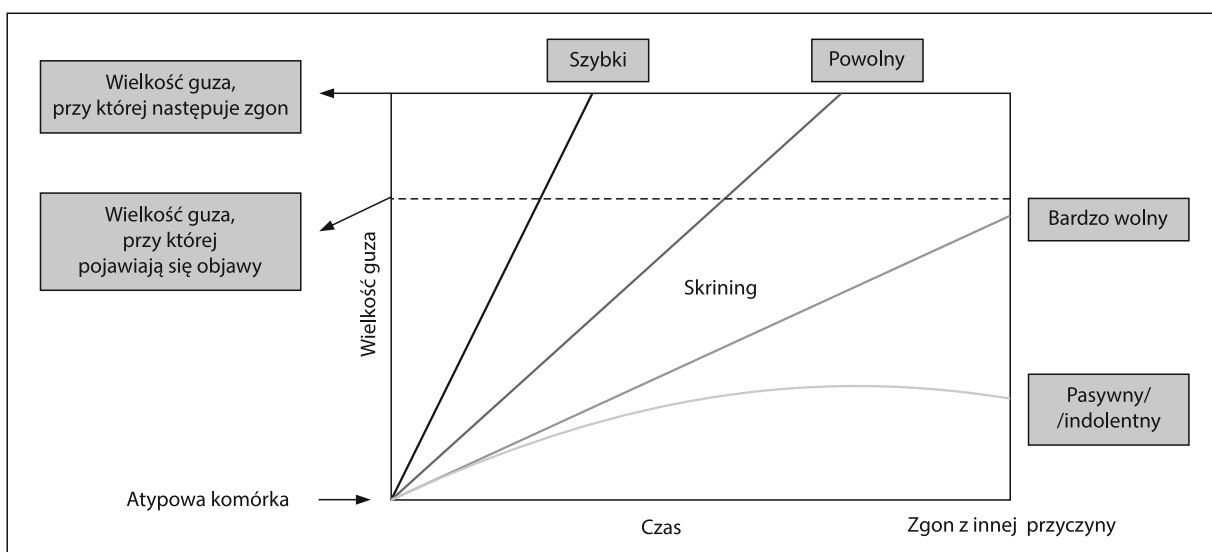 Szybki
Powolny
Wielkość guza,
przy której następuje zgon
Wielkość guza,
przy której
pojawiają się objawy
Wielkość guza
Bardzo wolny
Skrining
Pasywny/
/indolentny
Atypowa komórka
Czas
Zgon z innej przyczyny